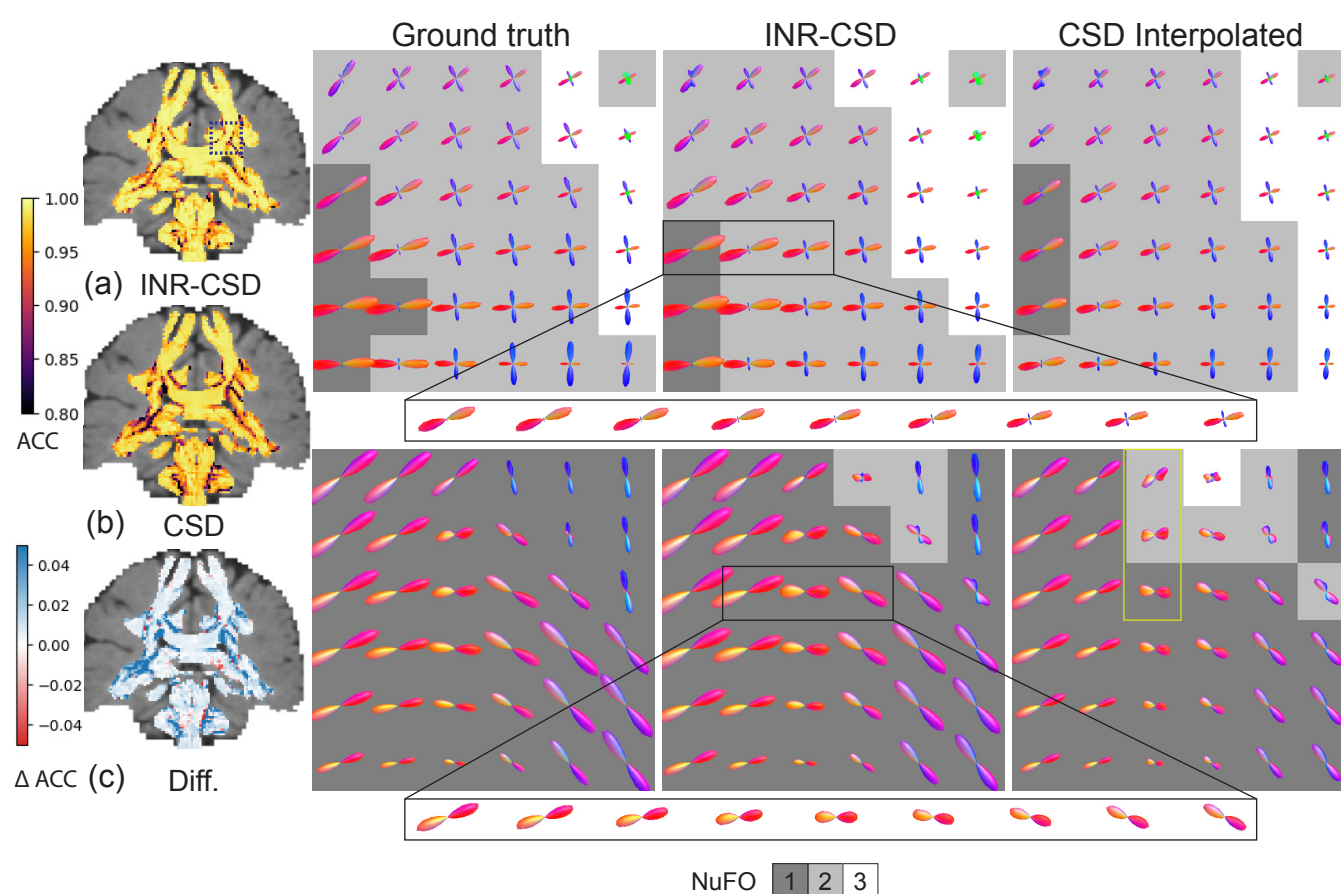 Ground truth INR-CSD CSD Interpolated
1.00
0.95
0.90
0.85
0.80
ACC
(a) INR-CSD
(b) CSD
0.04
0.02
0.00
−0.02
−0.04
Δ ACC (c) Diff.
NuFO 1 2 3